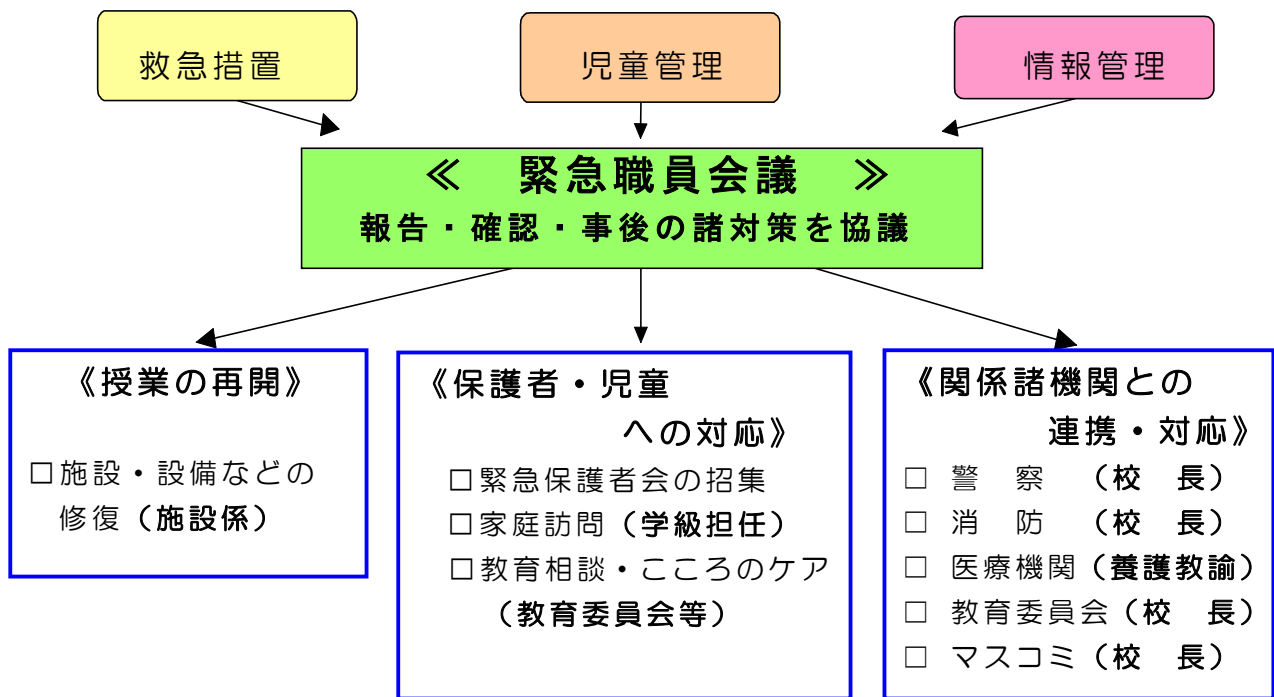 救急措置
児童管理
情報管理
≪　緊急職員会議　≫
報告・確認・事後の諸対策を協議
《授業の再開》
□施設・設備などの
修復（施設係）
《保護者・児童
への対応》
□緊急保護者会の招集
□家庭訪問（学級担任）
□教育相談・こころのケア
（教育委員会等）
《関係諸機関との
連携・対応》
□ 警　察　（校　長）
□ 消　防　（校　長）
□ 医療機関（養護教諭）
□ 教育委員会（校　長）
□ マスコミ（校　長）